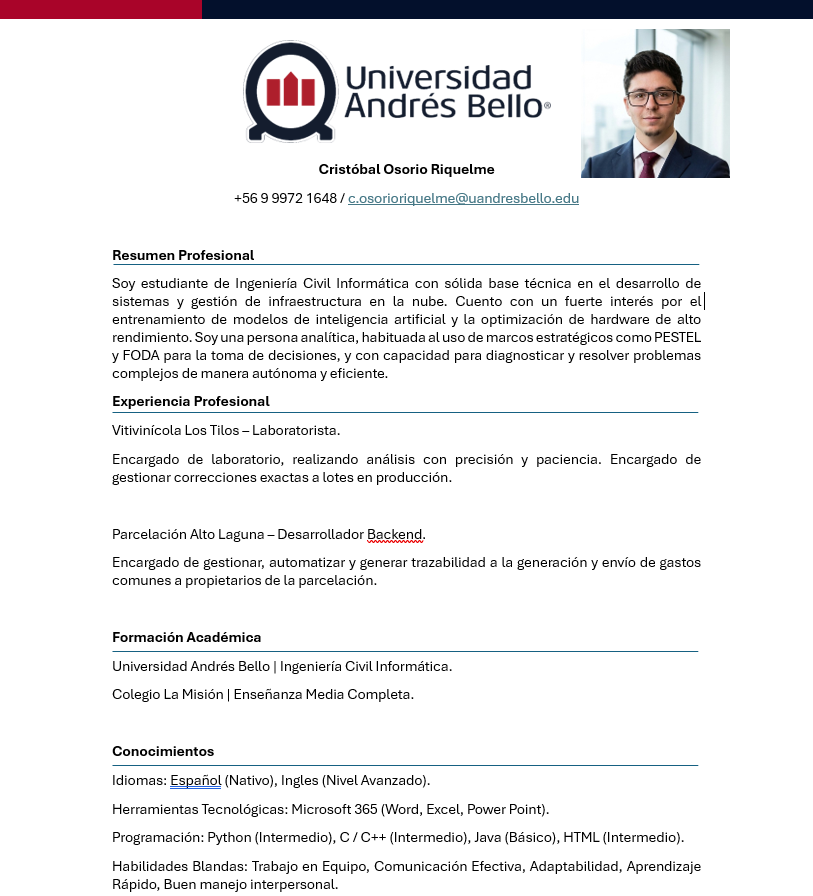 Universidad
Andrés Bello®
Cristóbal Osorio Riquelme
+56 9 9972 1648 / c.osorioriquelme@uandresbello.edu
Resumen Profesional
Soy estudiante de Ingeniería Civil Informática con sólida base técnica en el desarrollo de
sistemas y gestión de infraestructura en la nube. Cuento con un fuerte interés por el
entrenamiento de modelos de inteligencia artificial y la optimización de hardware de alto
rendimiento. Soy una persona analítica, habituada al uso de marcos estratégicos como PESTEL
y FODA para la toma de decisiones, y con capacidad para diagnosticar y resolver problemas
complejos de manera autónoma y eficiente.
Experiencia Profesional
Vitivinícola Los Tilos – Laboratorista.
Encargado de laboratorio, realizando análisis con precisión y paciencia. Encargado de
gestionar correcciones exactas a lotes en producción.
Parcelación Alto Laguna – Desarrollador Backend.
Encargado de gestionar, automatizar y generar trazabilidad a la generación y envío de gastos
comunes a propietarios de la parcelación.
Formación Académica
Universidad Andrés Bello | Ingeniería Civil Informática.
Colegio La Misión | Enseñanza Media Completa.
Conocimientos
Idiomas: Español (Nativo), Ingles (Nivel Avanzado).
Herramientas Tecnológicas: Microsoft 365 (Word, Excel, Power Point).
Programación: Python (Intermedio), C / C++ (Intermedio), Java (Básico), HTML (Intermedio).
Habilidades Blandas: Trabajo en Equipo, Comunicación Efectiva, Adaptabilidad, Aprendizaje
Rápido, Buen manejo interpersonal.